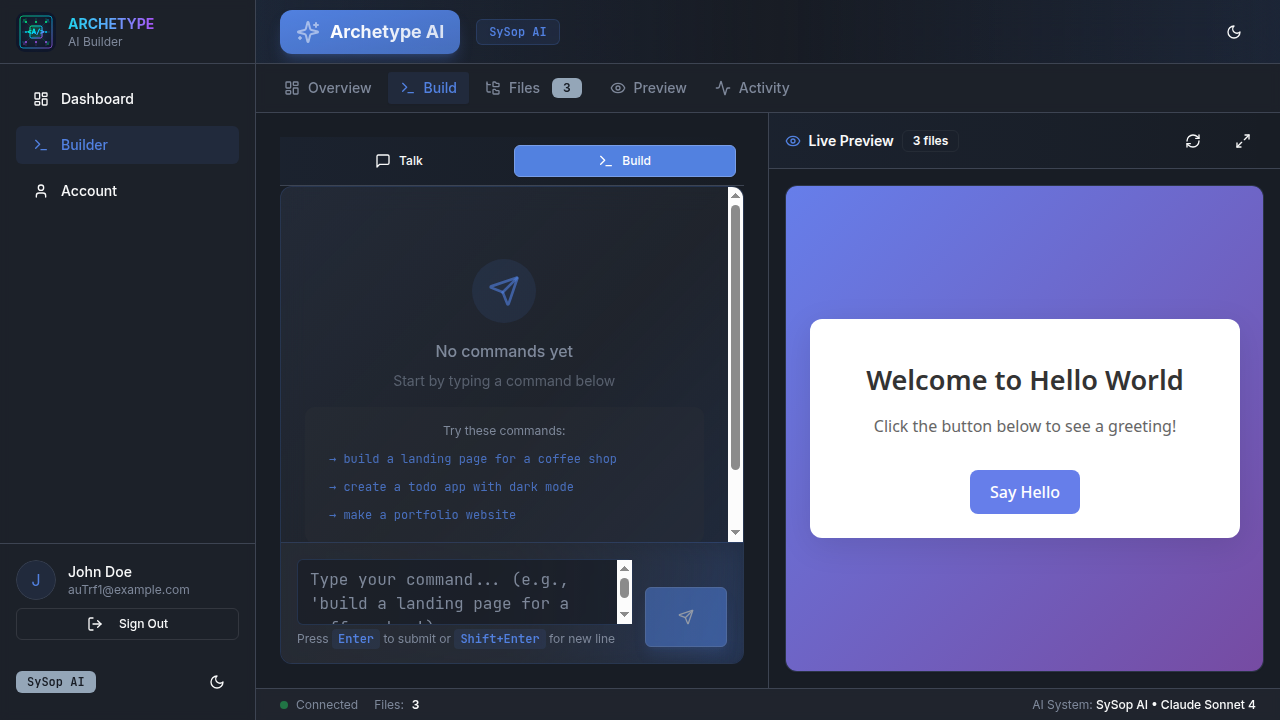 ARCHETYPE
AI Builder
Dashboard
Builder
Account
John Doe
auTrf1@example.com
Sign Out
SySop AI
Archetype AI
SySop AI
Overview
Build
Files
3
Preview
Activity
Talk
Build
No commands yet
Start by typing a command below
Try these commands:
→ build a landing page for a coffee shop
→ create a todo app with dark mode
→ make a portfolio website
Type your command... (e.g.,
'build a landing page for a
Press Enter to submit or Shift+Enter for new line
Live Preview
3 files
Welcome to Hello World
Click the button below to see a greeting!
Say Hello
Connected
Files: 3
AI System: SySop AI • Claude Sonnet 4